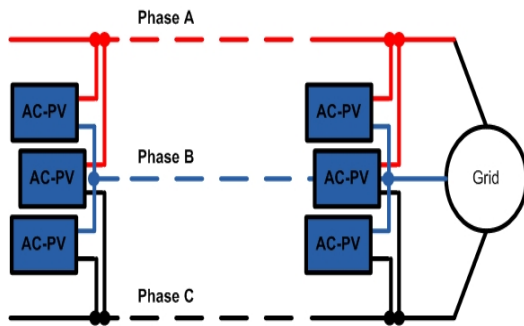 Phase A
AC-PV
AC-PV
Phase B
AC-PV
AC-PV
Grid
AC-PV
AC-PV
Phase C